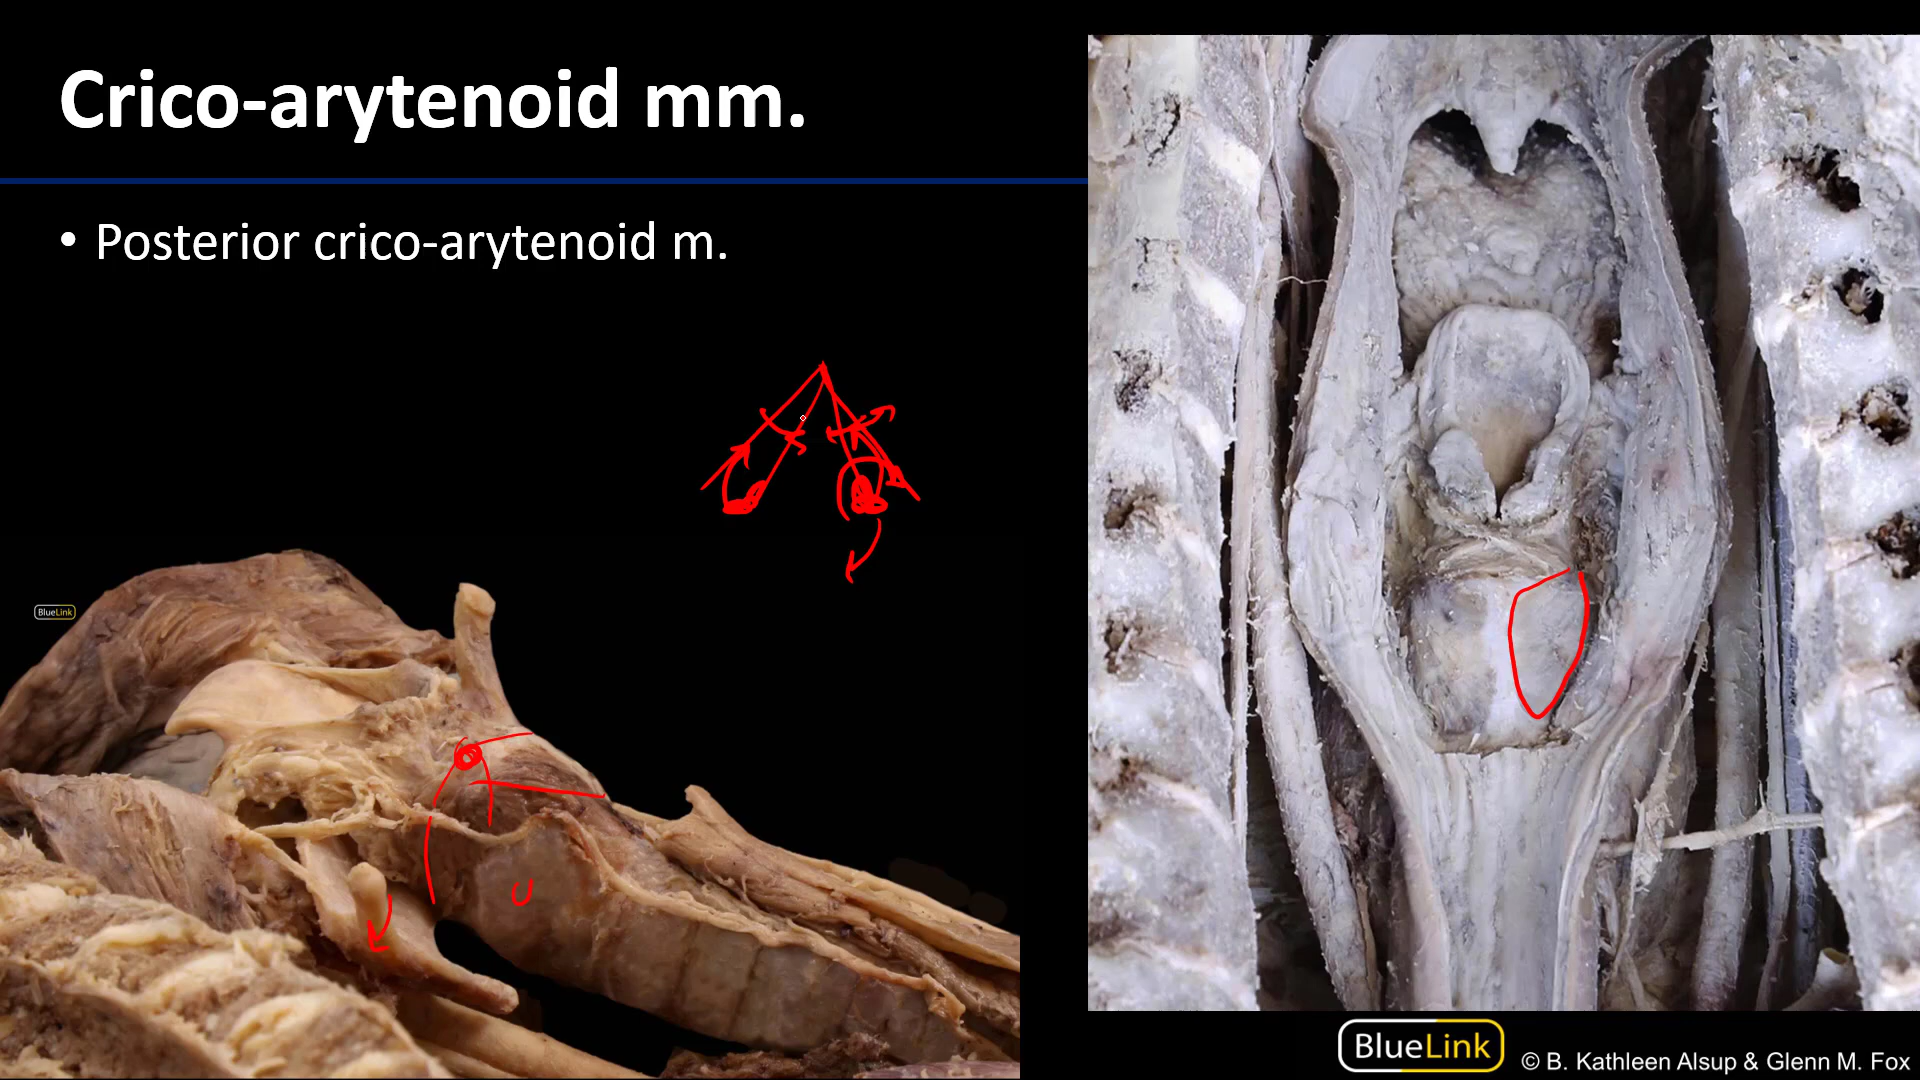 Crico-arytenoid mm.
• Posterior crico-arytenoid m.
BlueLink
BlueLink
© B. Kathleen Alsup & Glenn M. Fox